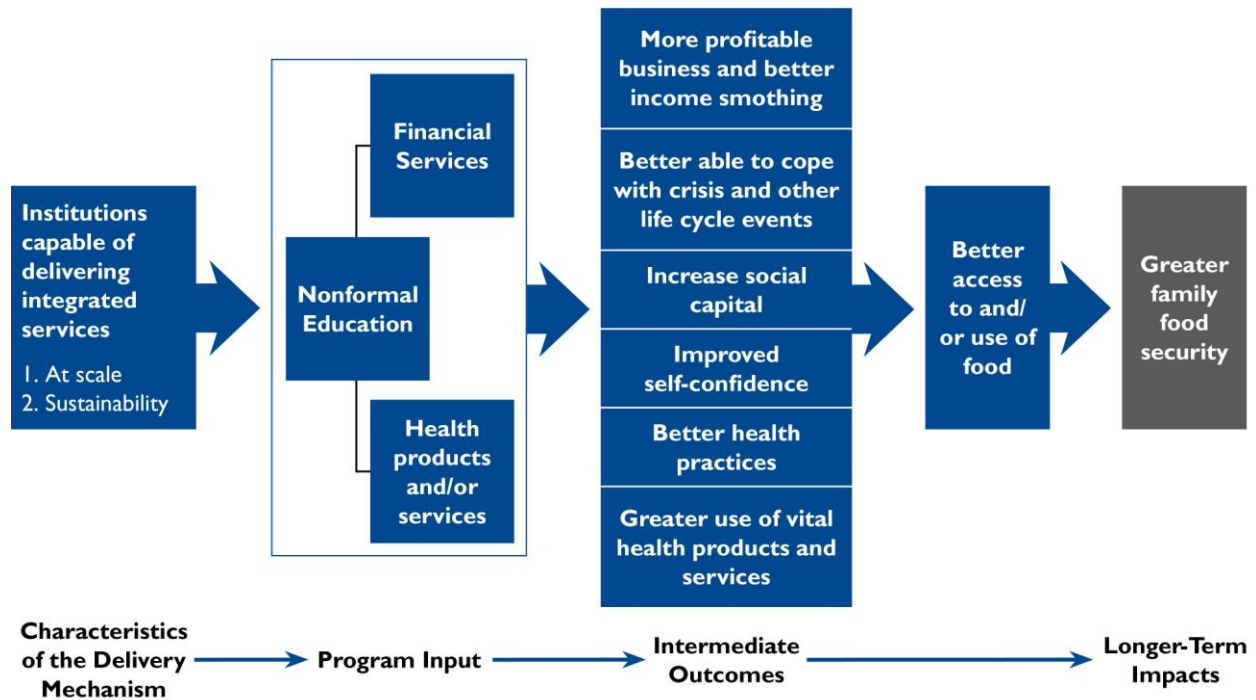 Institutions
capable of
delivering
integrated
services
1. At scale
2. Sustainability
Financial
Services
Nonformal
Education
Health
products
and/or
services
More profitable
business and better
income smothing
Better able to cope
with crisis and other
life cycle events
Increase social
capital
Improved
self-confidence
Better health
practices
Greater use of vital
health products and
services
Better
access
to and/
or use of
food
Greater
family
food
security
Characteristics
of the Delivery
Mechanism
Program Input
Intermediate
Outcomes
Longer-Term
Impacts